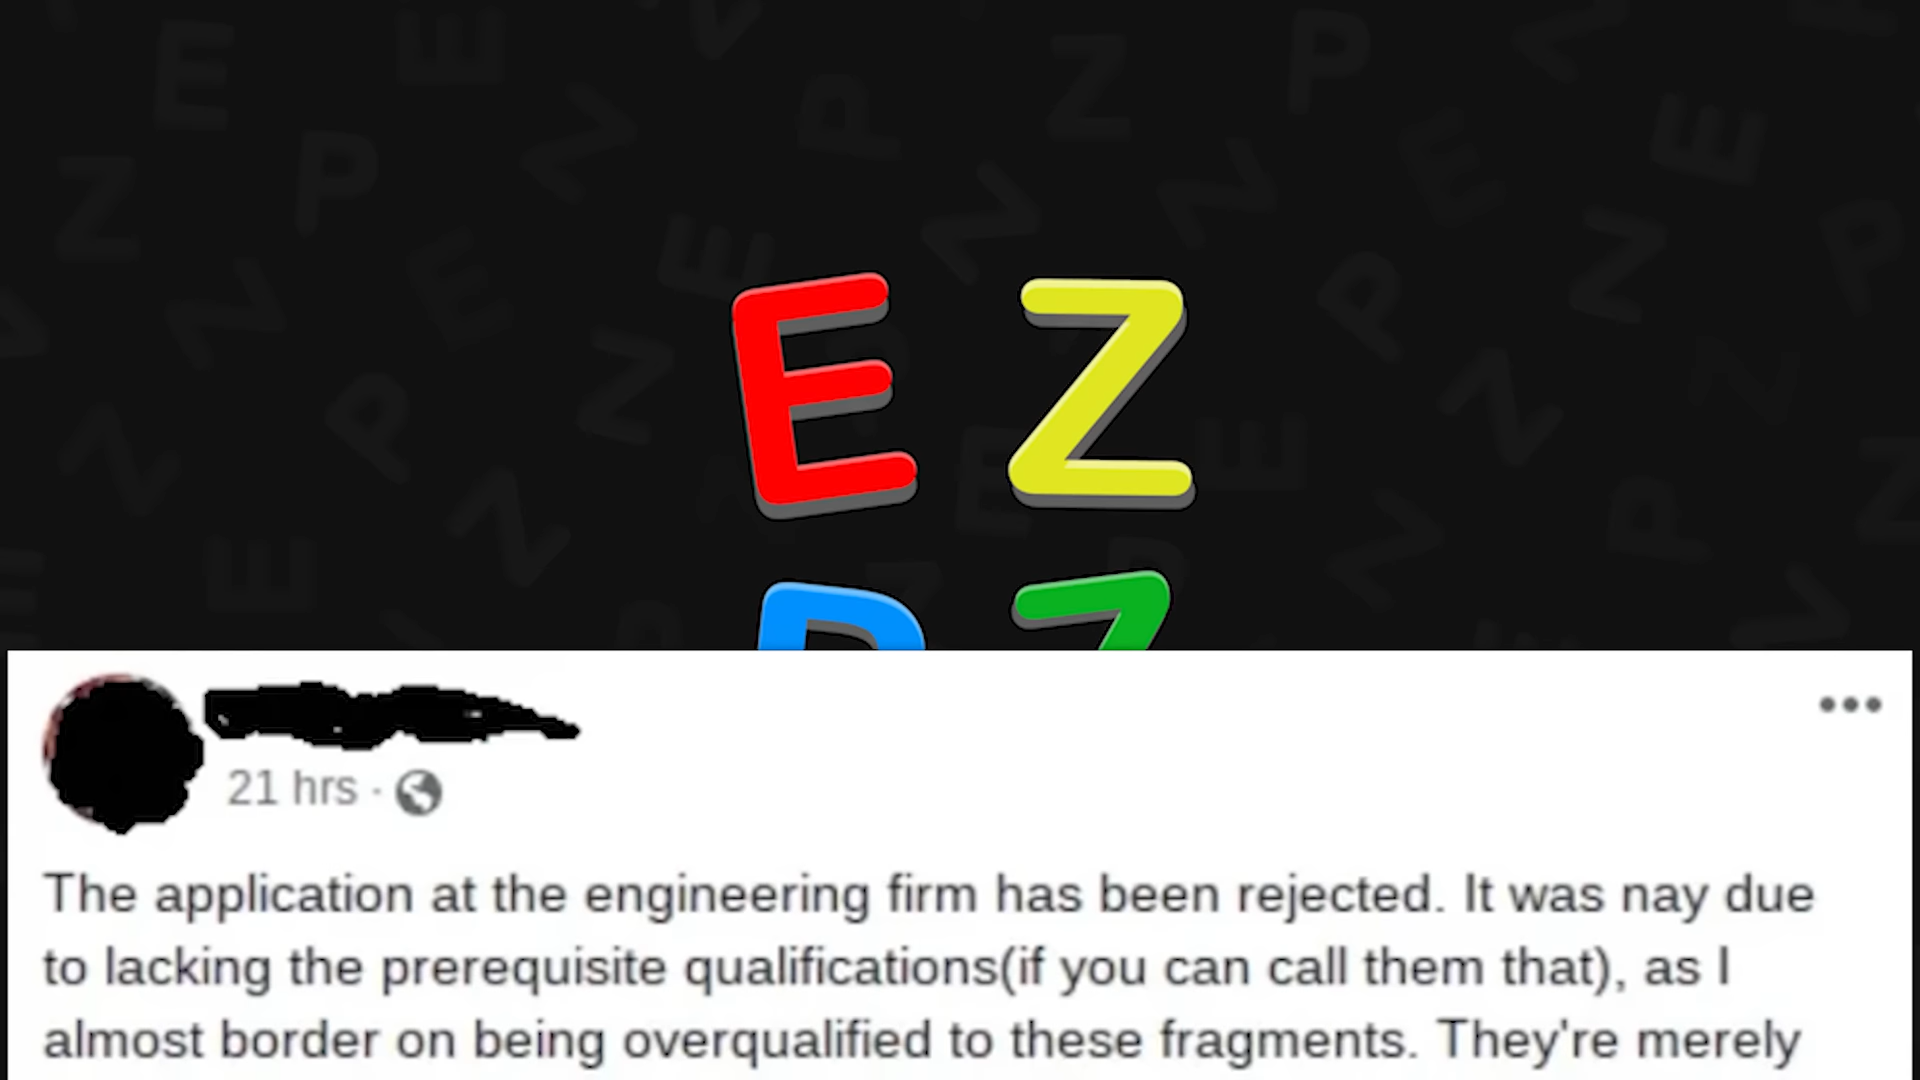 E Z
21 hrs ·
The application at the engineering firm has been rejected. It was nay due
to lacking the prerequisite qualifications(if you can call them that), as I
almost border on being overqualified to these fragments. They're merely